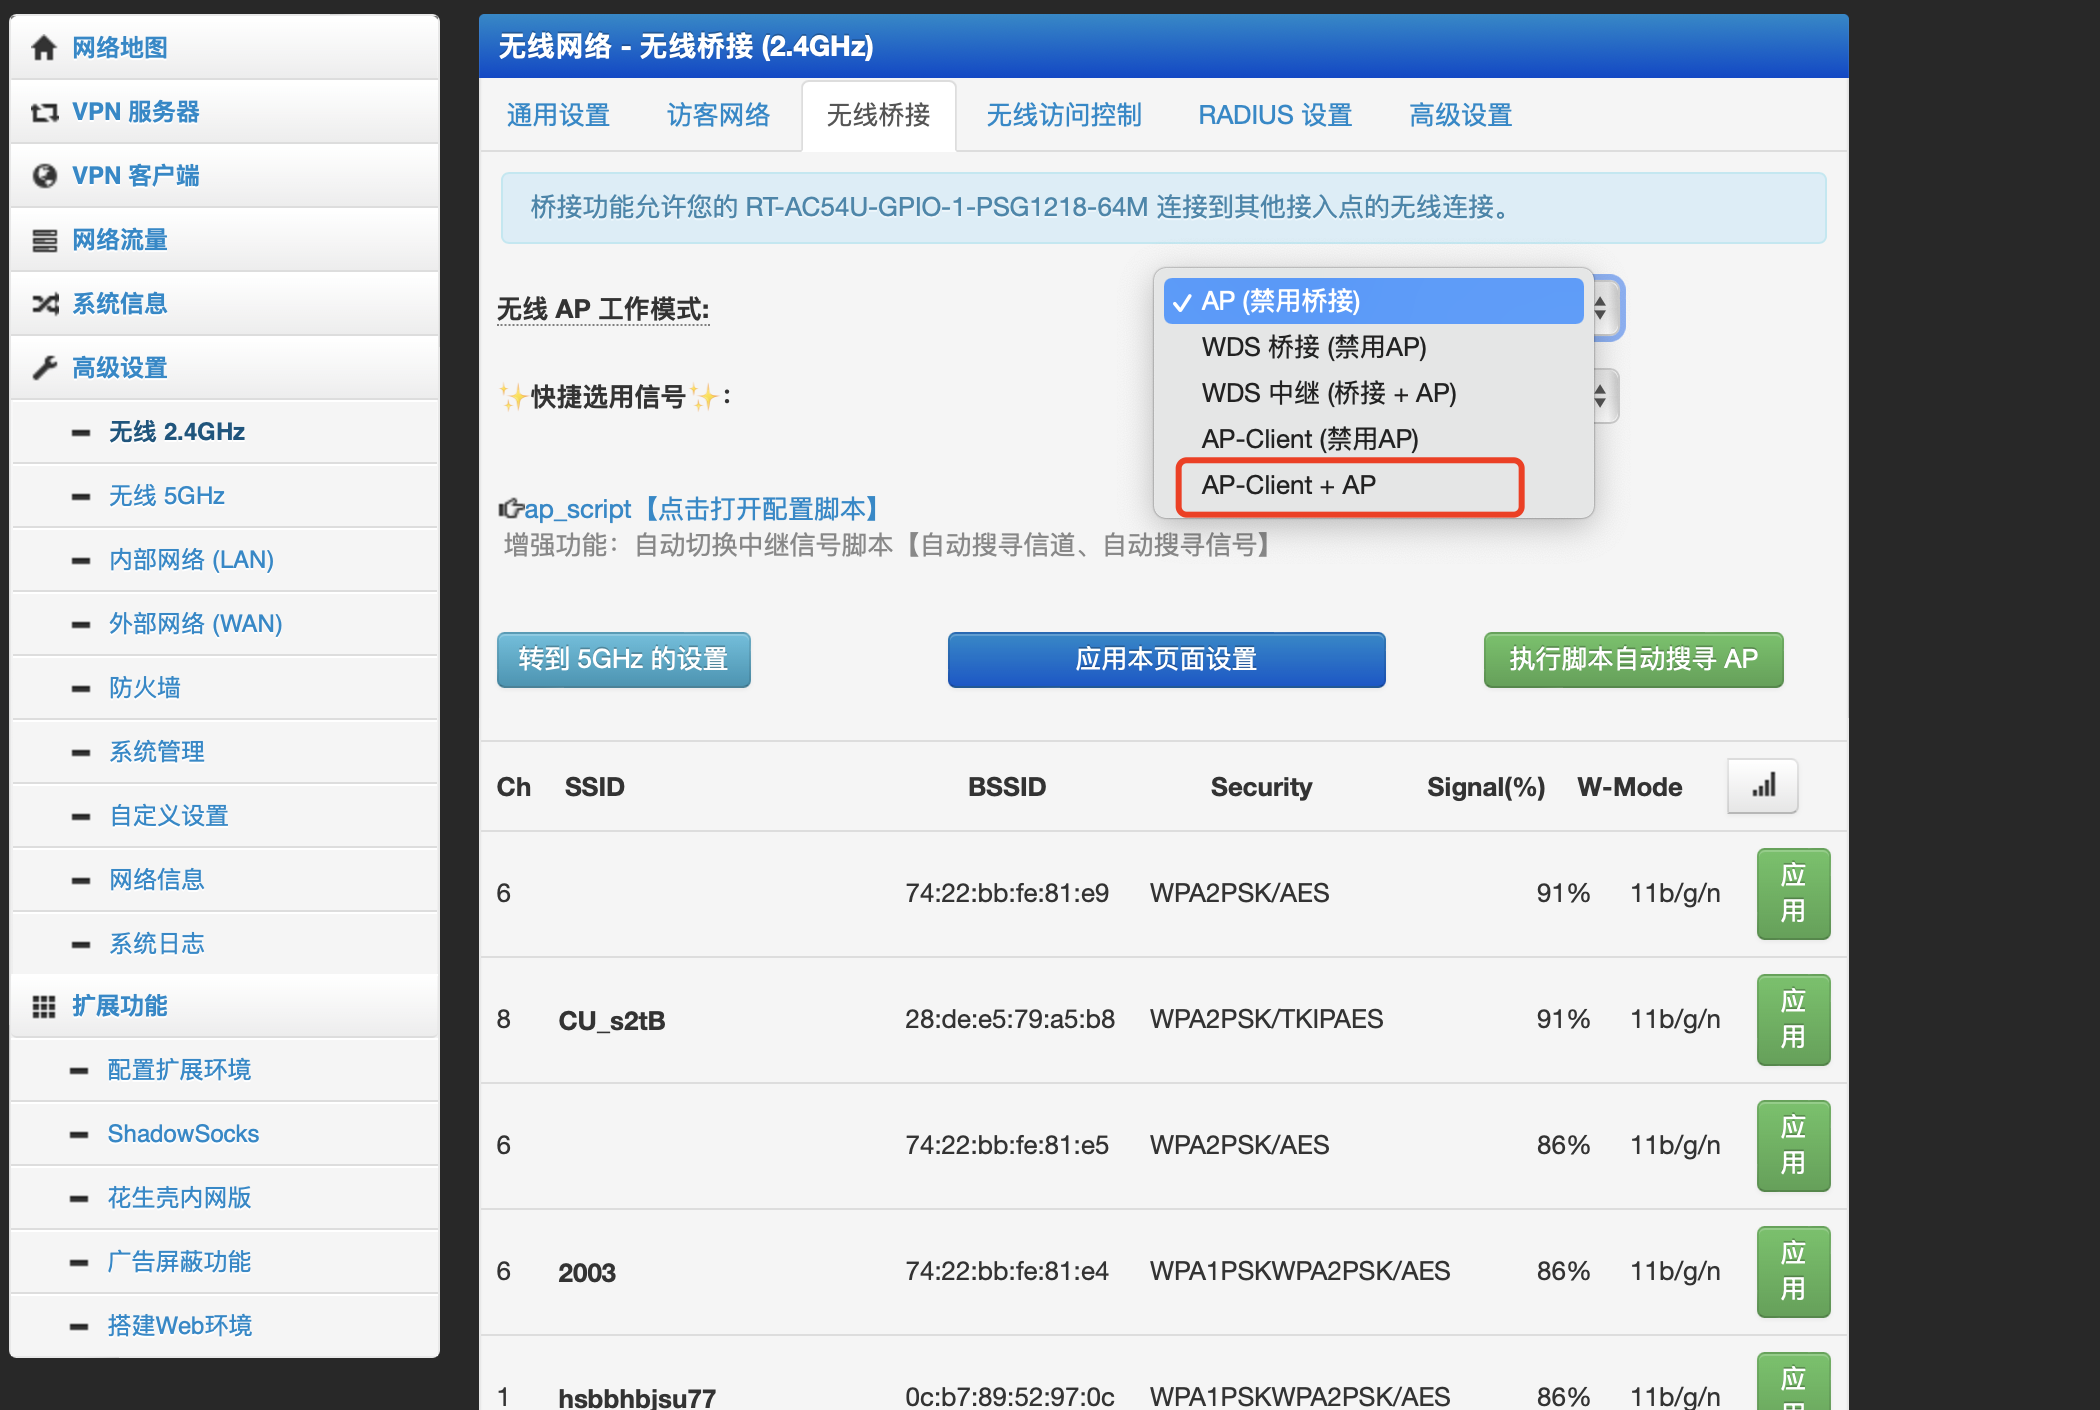 网络地图
VPN 服务器
VPN 客户端
网络流量
系统信息
高级设置
无线 2.4GHz
无线 5GHz
内部网络 (LAN)
外部网络 (WAN)
防火墙
系统管理
自定义设置
网络信息
系统日志
扩展功能
配置扩展环境
ShadowSocks
花生壳内网版
广告屏蔽功能
搭建Web环境
无线网络 - 无线桥接 (2.4GHz)
通用设置 访客网络 无线桥接 无线访问控制 RADIUS 设置 高级设置
桥接功能允许您的 RT-AC54U-GPIO-1-PSG1218-64M 连接到其他接入点的无线连接。
无线 AP 工作模式:
✓ AP (禁用桥接)
WDS 桥接 (禁用AP)
WDS 中继 (桥接 + AP)
AP-Client (禁用AP)
AP-Client + AP
✨快捷选用信号✨:
ap_script【点击打开配置脚本】
增强功能：自动切换中继信号脚本【自动搜寻信道、自动搜寻信号】
转到 5GHz 的设置 应用本页面设置 执行脚本自动搜寻 AP
Ch SSID BSSID Security Signal(%) W-Mode
6 74:22:bb:fe:81:e9 WPA2PSK/AES 91% 11b/g/n 应用
8 CU_s2tB 28:de:e5:79:a5:b8 WPA2PSK/TKIPAES 91% 11b/g/n 应用
6 74:22:bb:fe:81:e5 WPA2PSK/AES 86% 11b/g/n 应用
6 2003 74:22:bb:fe:81:e4 WPA1PSKWPA2PSK/AES 86% 11b/g/n 应用
1 hsbbhbjsu77 0c:b7:89:52:97:0c WPA1PSKWPA2PSK/AES 86% 11b/g/n 应用